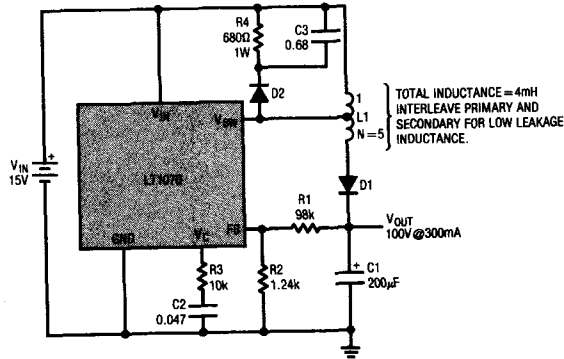 R4
680Ω
1W
C3
0.68
D2
VIN
VSW
1
L1
N=5
TOTAL INDUCTANCE=4mH
INTERLEAVE PRIMARY AND
SECONDARY FOR LOW LEAKAGE
INDUCTANCE.
VIN
15V
+
LT1070
D1
R1
98k
VOUT
100V@300mA
GND
VC
FB
R3
10k
R2
1.24k
+
C1
200µF
C2
0.047